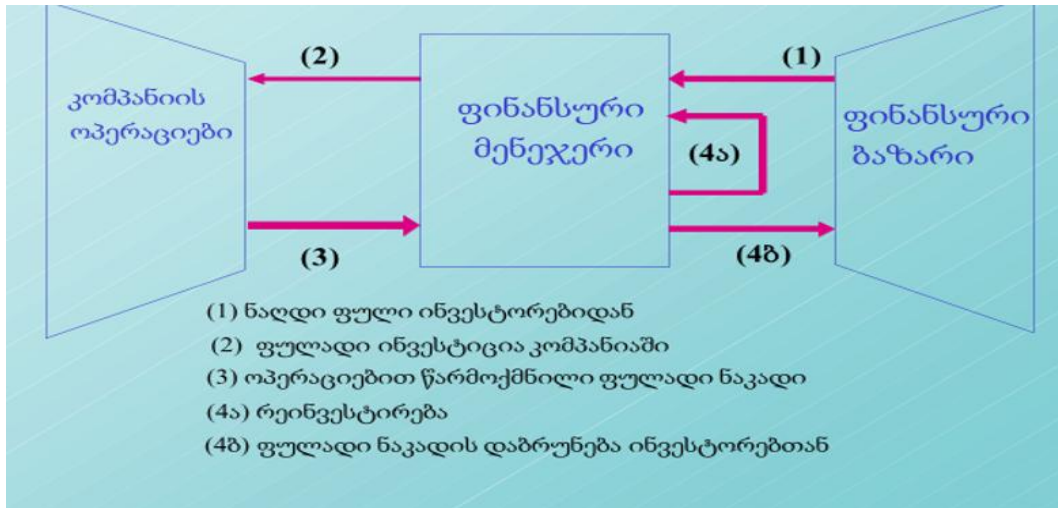 (2)
(1)
კომპანიის
ოპერაციები
ფინანსური
მენეჯერი
(4ა)
ფინანსური
ბაზარი
(3)
(4ბ)
(1) ნაღდი ფული ინვესტორებიდან
(2) ფულადი ინვესტიცია კომპანიაში
(3) ოპერაციებით წარმოქმნილი ფულადი ნაკადი
(4ა) რეინვესტირება
(4ბ) ფულადი ნაკადის დაბრუნება ინვესტორებთან